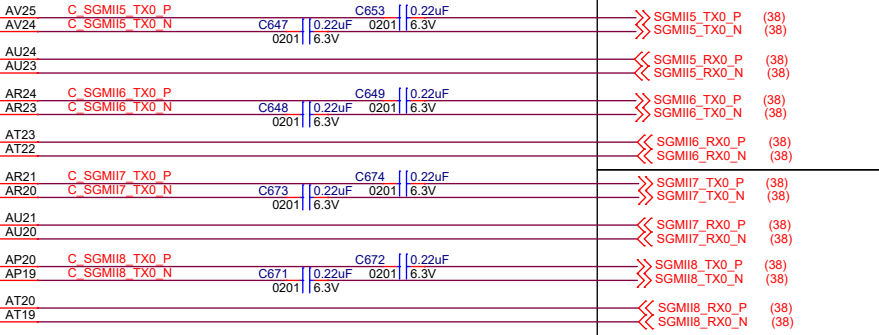 AV25 C_SGMII5_TX0_P C653 0.22uF SGMII5_TX0_P (38)
AV24 C_SGMII5_TX0_N C647 0.22uF 0201 6.3V SGMII5_TX0_N (38)
0201 6.3V
AU24 SGMII5_RX0_P (38)
AU23 SGMII5_RX0_N (38)
AR24 C_SGMII6_TX0_P C649 0.22uF SGMII6_TX0_P (38)
AR23 C_SGMII6_TX0_N C648 0.22uF 0201 6.3V SGMII6_TX0_N (38)
0201 6.3V
AT23 SGMII6_RX0_P (38)
AT22 SGMII6_RX0_N (38)
AR21 C_SGMII7_TX0_P C674 0.22uF SGMII7_TX0_P (38)
AR20 C_SGMII7_TX0_N C673 0.22uF 0201 6.3V SGMII7_TX0_N (38)
0201 6.3V
AU21 SGMII7_RX0_P (38)
AU20 SGMII7_RX0_N (38)
AP20 C_SGMII8_TX0_P C672 0.22uF SGMII8_TX0_P (38)
AP19 C_SGMII8_TX0_N C671 0.22uF 0201 6.3V SGMII8_TX0_N (38)
0201 6.3V
AT20 SGMII8_RX0_P (38)
AT19 SGMII8_RX0_N (38)